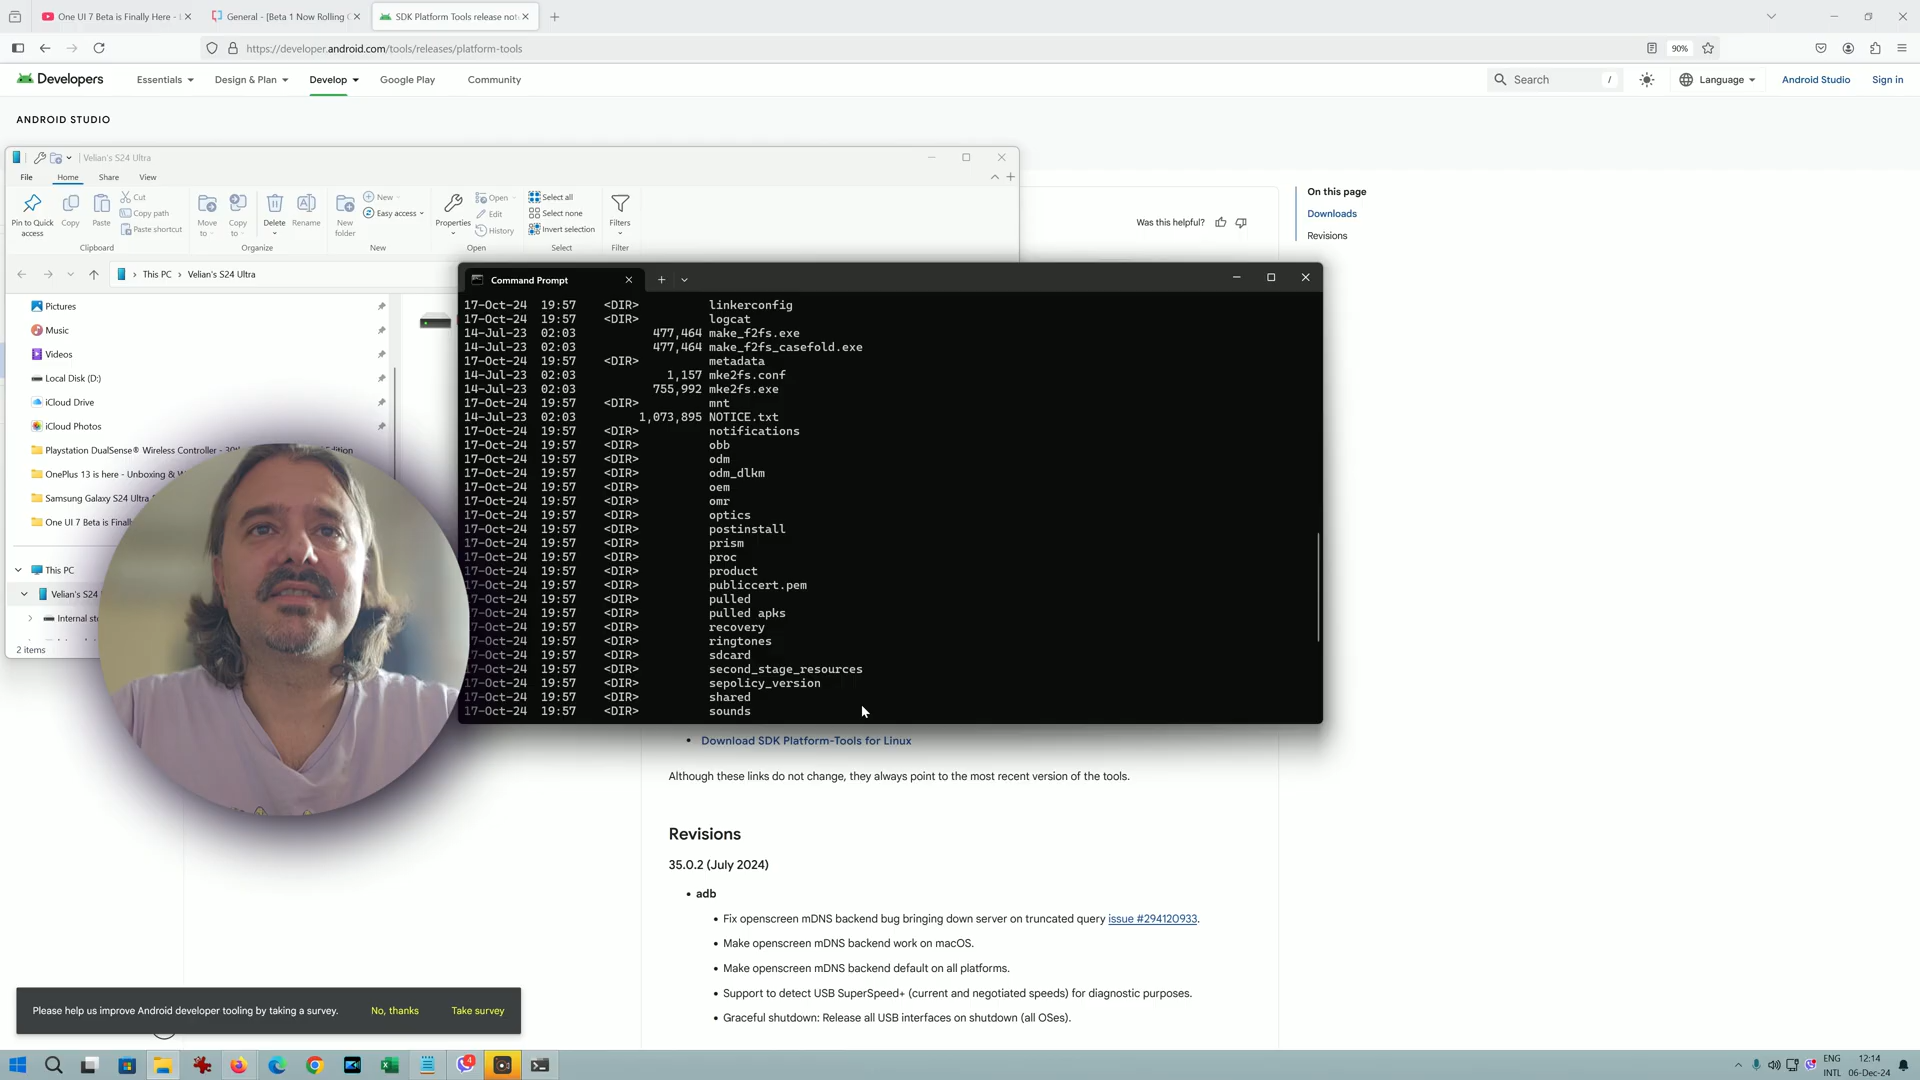 One UI 7 Beta is Finally Here -
General - [Beta 1 Now Rolling
SDK Platform Tools release not
https://developer.android.com/tools/releases/platform-tools
90%
Developers
Essentials
Design & Plan
Develop
Google Play
Community
Search
/
Language
Android Studio
Sign in
ANDROID STUDIO
Velian's S24 Ultra
File
Home
Share
View
Pin to Quick access
Copy
Paste
Cut
Copy path
Paste shortcut
Clipboard
Move to
Copy to
Delete
Rename
Organize
New folder
New
Easy access
New
Properties
Open
Edit
History
Open
Select all
Select none
Invert selection
Select
Filters
Filter
This PC > Velian's S24 Ultra
Pictures
Music
Videos
Local Disk (D:)
iCloud Drive
iCloud Photos
Playstation DualSense® Wireless Controller - 30th
Edition
OnePlus 13 is here - Unboxing &
Samsung Galaxy S24 Ultra
One UI 7 Beta is Finall
This PC
Velian's S24
Internal sto
2 items
Was this helpful?
On this page
Downloads
Revisions
Command Prompt
17-Oct-24 19:57 <DIR> linkerconfig
17-Oct-24 19:57 <DIR> logcat
14-Jul-23 02:03 477,464 make_f2fs.exe
14-Jul-23 02:03 477,464 make_f2fs_casefold.exe
17-Oct-24 19:57 <DIR> metadata
14-Jul-23 02:03 1,157 mke2fs.conf
14-Jul-23 02:03 755,992 mke2fs.exe
17-Oct-24 19:57 <DIR> mnt
14-Jul-23 02:03 1,073,895 NOTICE.txt
17-Oct-24 19:57 <DIR> notifications
17-Oct-24 19:57 <DIR> obb
17-Oct-24 19:57 <DIR> odm
17-Oct-24 19:57 <DIR> odm_dlkm
17-Oct-24 19:57 <DIR> oem
17-Oct-24 19:57 <DIR> omr
17-Oct-24 19:57 <DIR> optics
17-Oct-24 19:57 <DIR> postinstall
17-Oct-24 19:57 <DIR> prism
17-Oct-24 19:57 <DIR> proc
17-Oct-24 19:57 <DIR> product
17-Oct-24 19:57 <DIR> publiccert.pem
17-Oct-24 19:57 <DIR> pulled
17-Oct-24 19:57 <DIR> pulled apks
17-Oct-24 19:57 <DIR> recovery
17-Oct-24 19:57 <DIR> ringtones
17-Oct-24 19:57 <DIR> sdcard
17-Oct-24 19:57 <DIR> second_stage_resources
17-Oct-24 19:57 <DIR> sepolicy_version
17-Oct-24 19:57 <DIR> shared
17-Oct-24 19:57 <DIR> sounds
• Download SDK Platform-Tools for Linux
Although these links do not change, they always point to the most recent version of the tools.
Revisions
35.0.2 (July 2024)
• adb
• Fix openscreen mDNS backend bug bringing down server on truncated query issue #294120933.
• Make openscreen mDNS backend work on macOS.
• Make openscreen mDNS backend default on all platforms.
• Support to detect USB SuperSpeed+ (current and negotiated speeds) for diagnostic purposes.
• Graceful shutdown: Release all USB interfaces on shutdown (all OSes).
Please help us improve Android developer tooling by taking a survey.
No, thanks
Take survey
4
ENG
INTL
12:14
06-Dec-24